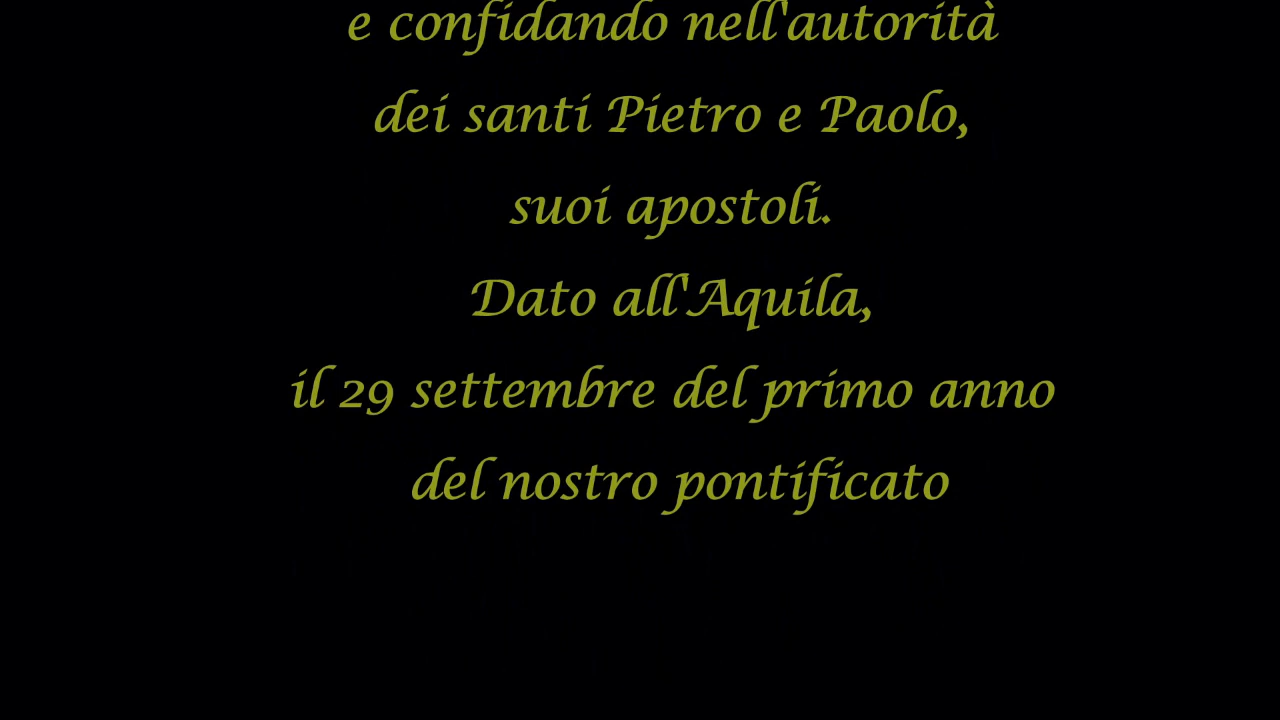 e confidando nell'autorità
dei santi Pietro e Paolo,
suoi apostoli.
Dato all'Aquila,
il 29 settembre del primo anno
del nostro pontificato